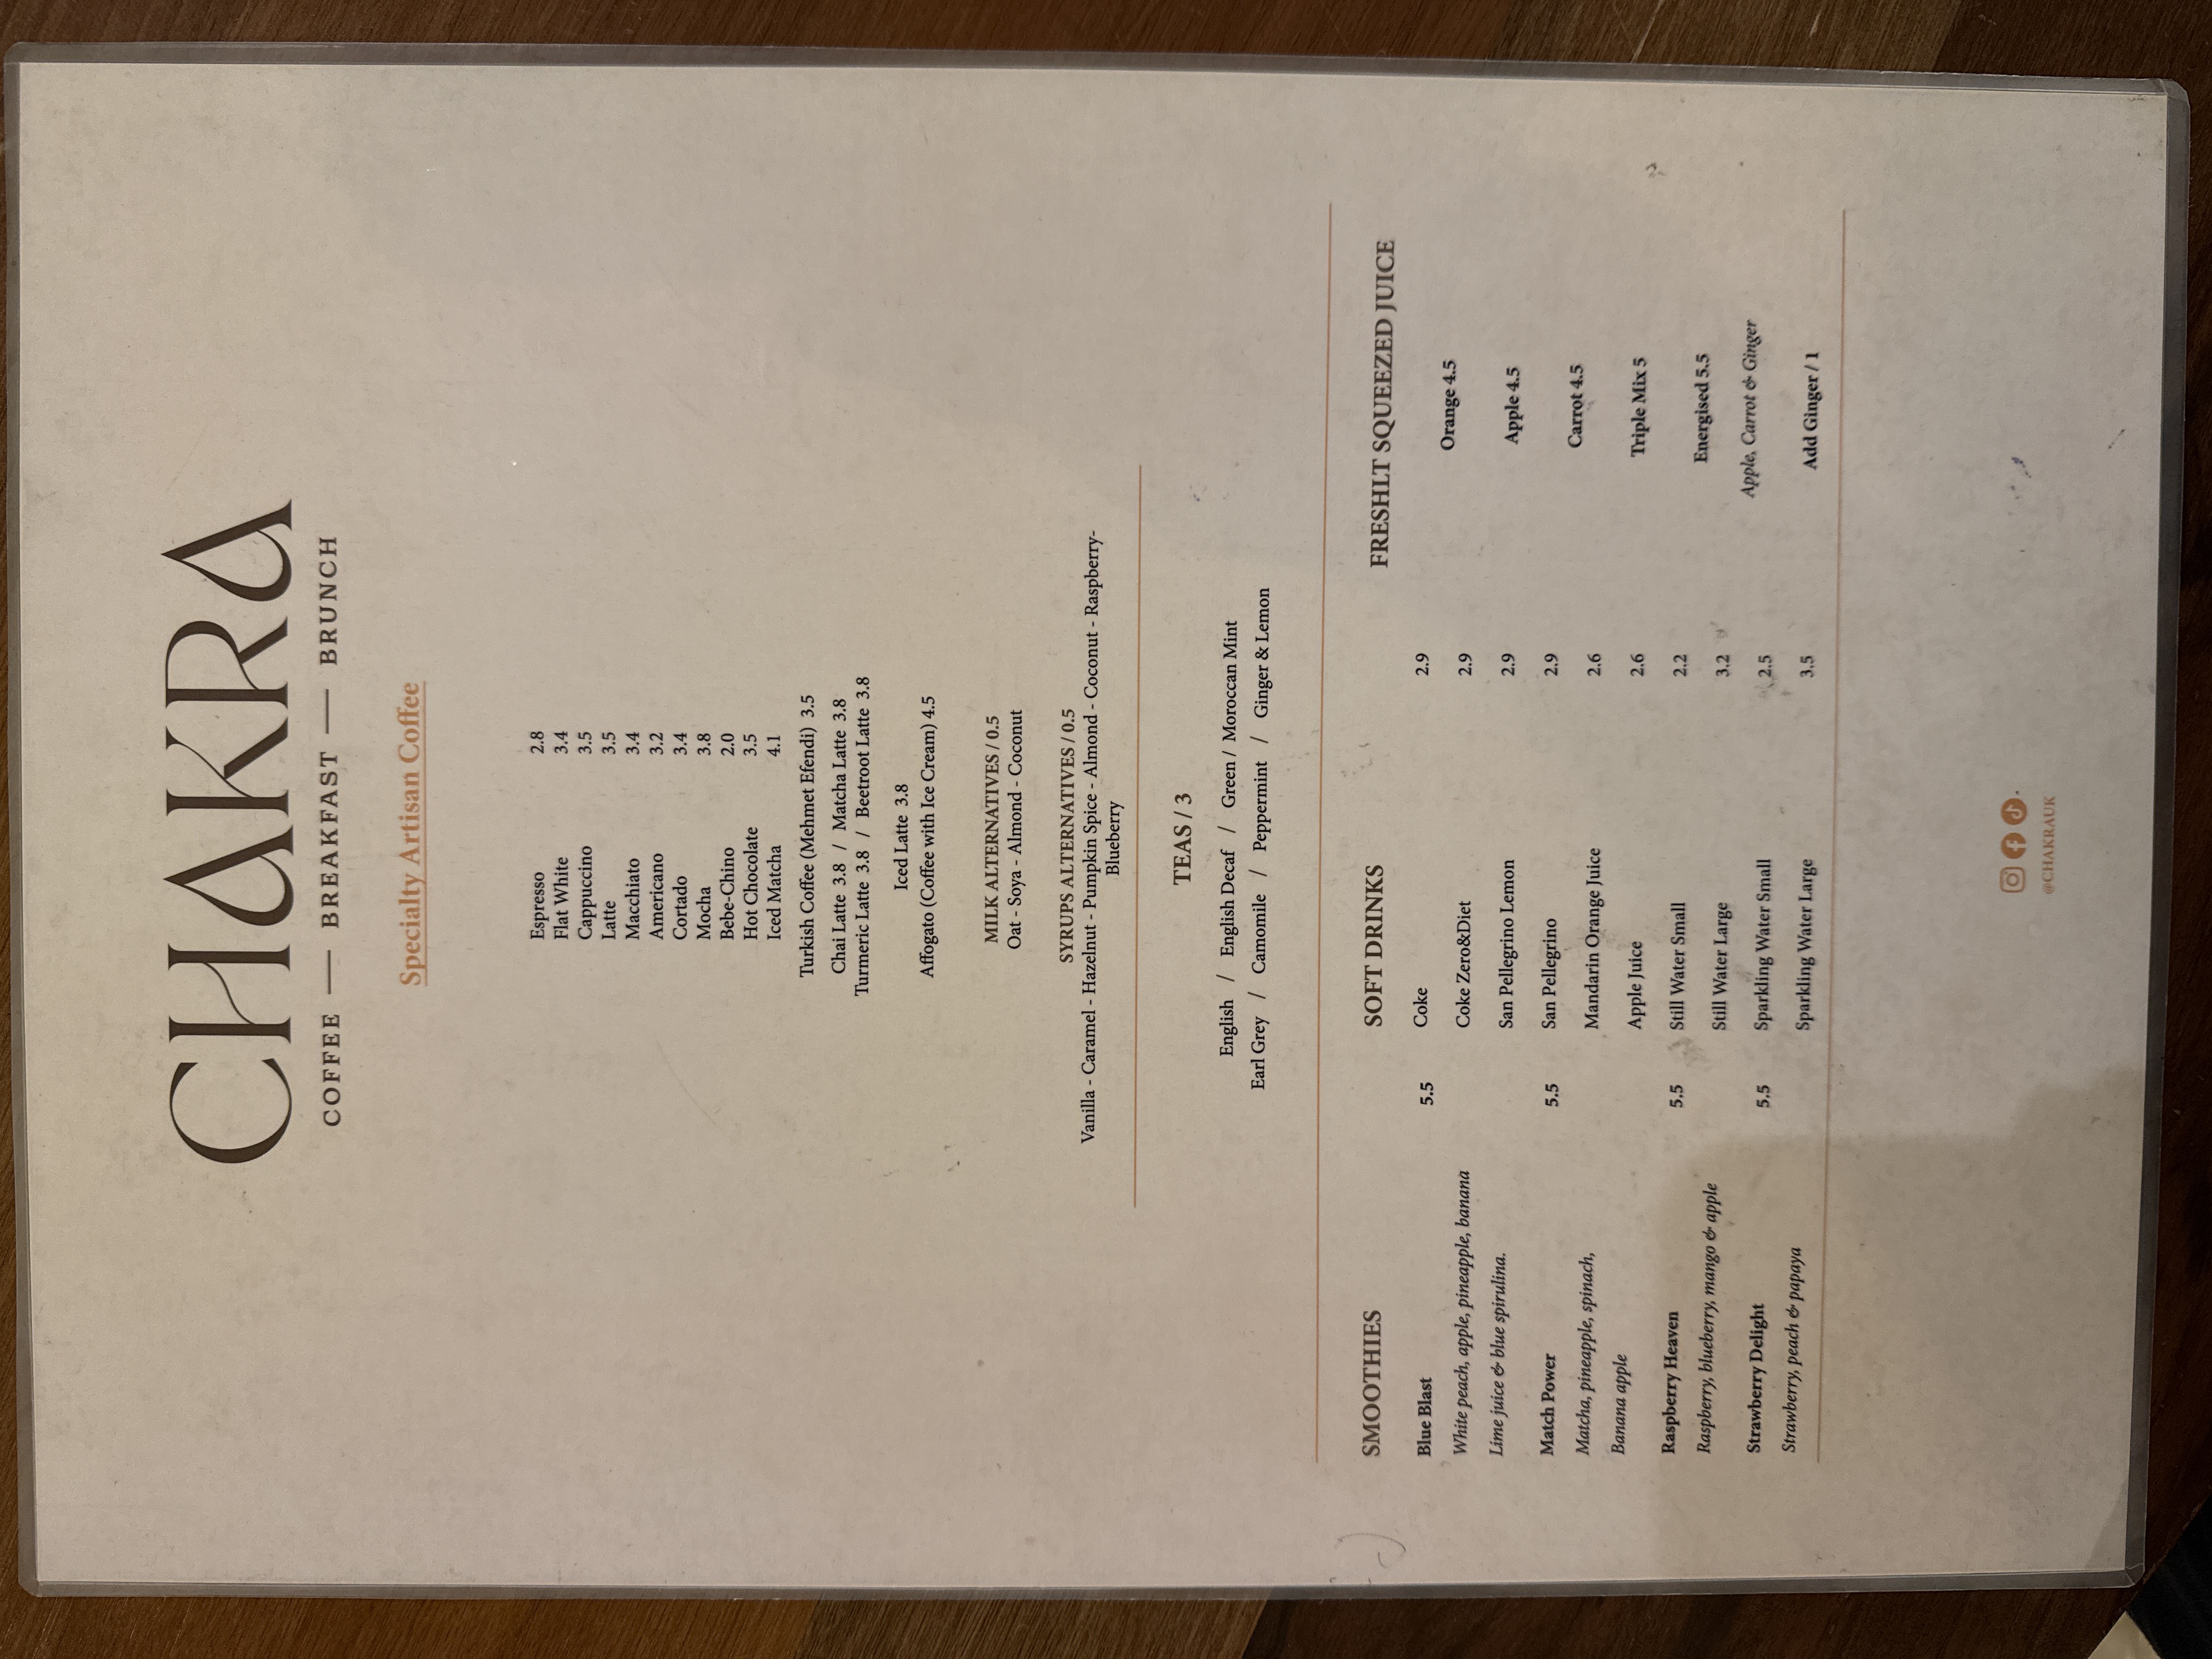 CHAKRA
COFFEE — BREAKFAST — BRUNCH
Specialty Artisan Coffee
Espresso 2.8
Flat White 3.4
Cappuccino 3.5
Latte 3.5
Macchiato 3.4
Americano 3.2
Cortado 3.4
Mocha 3.8
Bebe-Chino 2.0
Hot Chocolate 3.5
Iced Matcha 4.1
Turkish Coffee (Mehmet Efendi) 3.5
Chai Latte 3.8 / Matcha Latte 3.8
Turmeric Latte 3.8 / Beetroot Latte 3.8
Iced Latte 3.8
Affogato (Coffee with Ice Cream) 4.5
MILK ALTERNATIVES / 0.5
Oat - Soya - Almond - Coconut
SYRUPS ALTERNATIVES / 0.5
Vanilla - Caramel - Hazelnut - Pumpkin Spice - Almond - Coconut - Raspberry-
Blueberry
TEAS / 3
English / English Decaf / Green / Moroccan Mint
Earl Grey / Camomile / Peppermint / Ginger & Lemon
SMOOTHIES
Blue Blast 5.5
White peach, apple, pineapple, banana
Lime juice & blue spirulina.
Match Power 5.5
Matcha, pineapple, spinach,
Banana apple
Raspberry Heaven 5.5
Raspberry, blueberry, mango & apple
Strawberry Delight 5.5
Strawberry, peach & papaya
SOFT DRINKS
Coke 2.9
Coke Zero&Diet 2.9
San Pellegrino Lemon 2.9
San Pellegrino 2.9
Mandarin Orange Juice 2.6
Apple Juice 2.6
Still Water Small 2.2
Still Water Large 3.2
Sparkling Water Small 2.5
Sparkling Water Large 3.5
FRESHLT SQUEEZED JUICE
Orange 4.5
Apple 4.5
Carrot 4.5
Triple Mix 5
Energised 5.5
Apple, Carrot & Ginger
Add Ginger / 1
@CHAKRAUK